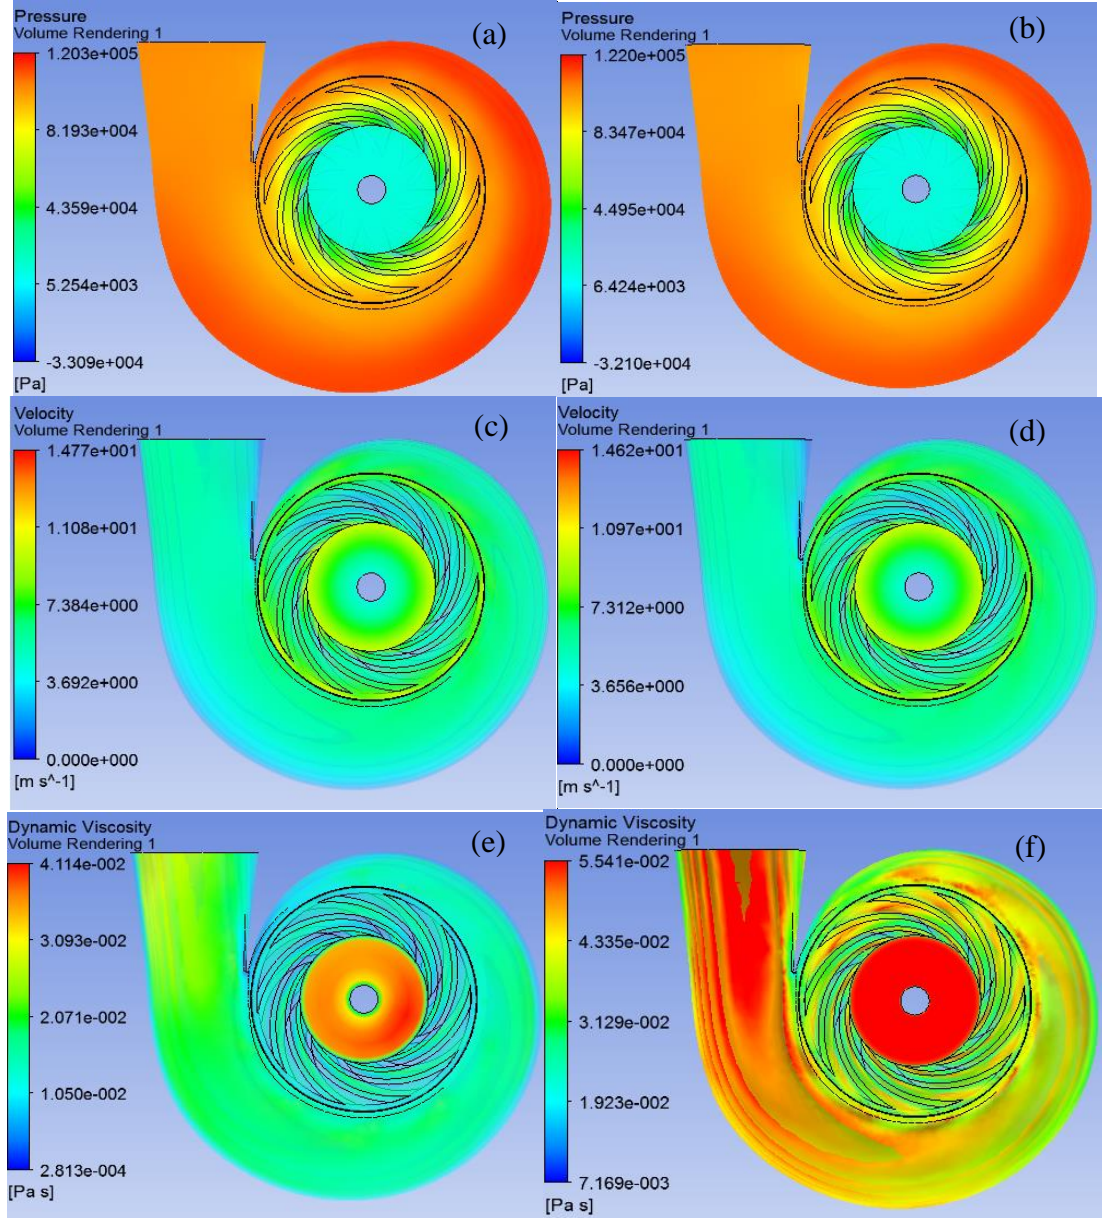 Pressure
Volume Rendering 1
(a)
1.203e+005
8.193e+004
4.359e+004
5.254e+003
-3.309e+004
[Pa]
Pressure
Volume Rendering 1
(b)
1.220e+005
8.347e+004
4.495e+004
6.424e+003
-3.210e+004
[Pa]
Velocity
Volume Rendering 1
(c)
1.477e+001
1.108e+001
7.384e+000
3.692e+000
0.000e+000
[m s^-1]
Velocity
Volume Rendering 1
(d)
1.462e+001
1.097e+001
7.312e+000
3.656e+000
0.000e+000
[m s^-1]
Dynamic Viscosity
Volume Rendering 1
(e)
4.114e-002
3.093e-002
2.071e-002
1.050e-002
2.813e-004
[Pa s]
Dynamic Viscosity
Volume Rendering 1
(f)
5.541e-002
4.335e-002
3.129e-002
1.923e-002
7.169e-003
[Pa s]